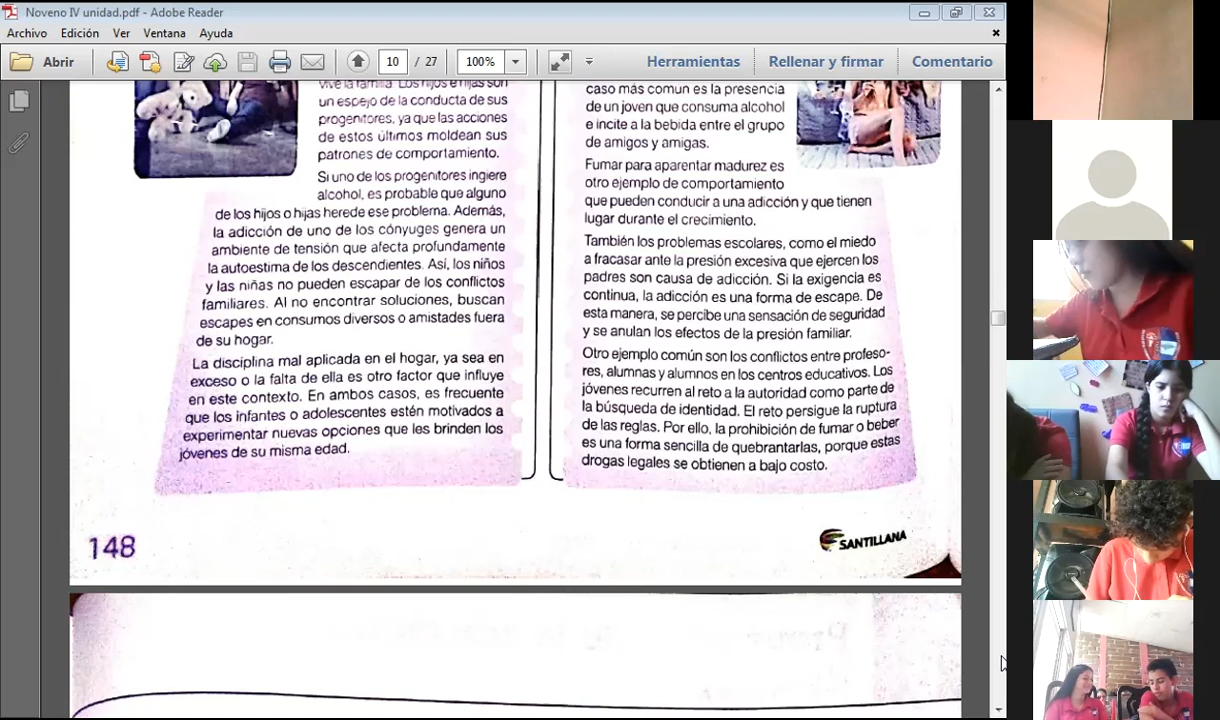 Noveno IV unidad.pdf - Adobe Reader
Archivo Edición Ver Ventana Ayuda
Abrir 10 / 27 100% Herramientas Rellenar y firmar Comentario
vive la familia. Los hijos e hijas son
un espejo de la conducta de sus
progenitores, ya que las acciones
de estos últimos moldean sus
patrones de comportamiento.
Si uno de los progenitores ingiere
alcohol, es probable que alguno
de los hijos o hijas herede ese problema. Además,
la adicción de uno de los cónyuges genera un
ambiente de tensión que afecta profundamente
la autoestima de los descendientes. Así, los niños
y las niñas no pueden escapar de los conflictos
familiares. Al no encontrar soluciones, buscan
escapes en consumos diversos o amistades fuera
de su hogar.
La disciplina mal aplicada en el hogar, ya sea en
exceso o la falta de ella es otro factor que influye
en este contexto. En ambos casos, es frecuente
que los infantes o adolescentes estén motivados a
experimentar nuevas opciones que les brinden los
jóvenes de su misma edad.
caso más común es la presencia
de un joven que consuma alcohol
e incite a la bebida entre el grupo
de amigos y amigas.
Fumar para aparentar madurez es
otro ejemplo de comportamiento
que pueden conducir a una adicción y que tienen
lugar durante el crecimiento.
También los problemas escolares, como el miedo
a fracasar ante la presión excesiva que ejercen los
padres son causa de adicción. Si la exigencia es
continua, la adicción es una forma de escape. De
esta manera, se percibe una sensación de seguridad
y se anulan los efectos de la presión familiar.
Otro ejemplo común son los conflictos entre profeso-
res, alumnas y alumnos en los centros educativos. Los
jóvenes recurren al reto a la autoridad como parte de
la búsqueda de identidad. El reto persigue la ruptura
de las reglas. Por ello, la prohibición de fumar o beber
es una forma sencilla de quebrantarlas, porque estas
drogas legales se obtienen a bajo costo.
148
SANTILLANA